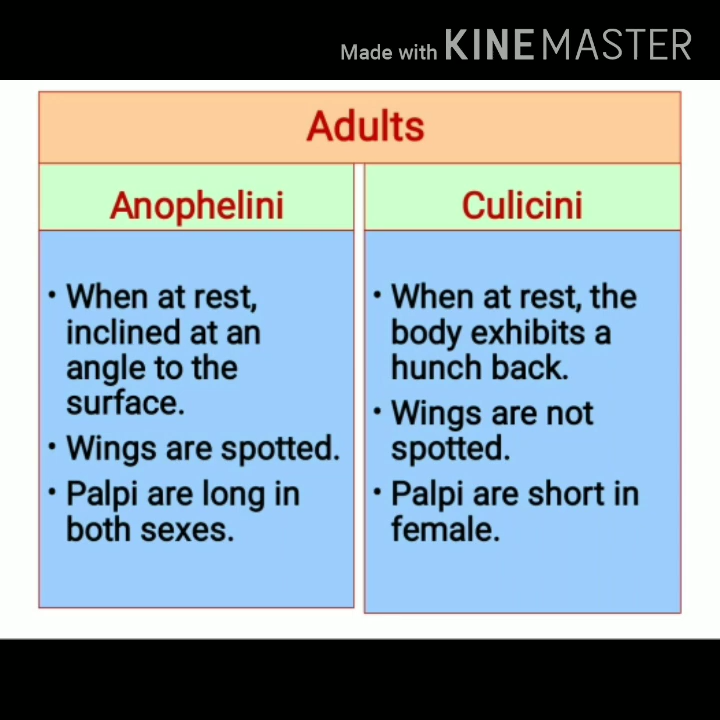 Made with KINEMASTER
Adults
Anophelini
Culicini
• When at rest,
inclined at an
angle to the
surface.
• Wings are spotted.
• Palpi are long in
both sexes.
• When at rest, the
body exhibits a
hunch back.
• Wings are not
spotted.
• Palpi are short in
female.